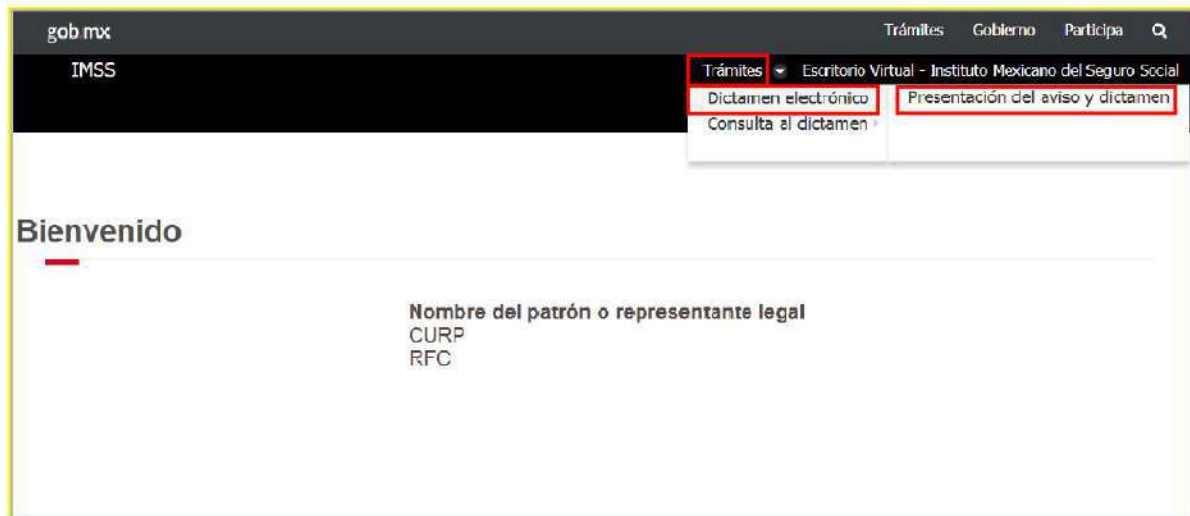 gob.mx Trámites Gobierno Participa
IMSS Trámites Escritorio Virtual - Instituto Mexicano del Seguro Social
Dictamen electrónico Presentación del aviso y dictamen
Consulta al dictamen
Bienvenido
Nombre del patrón o representante legal
CURP
RFC